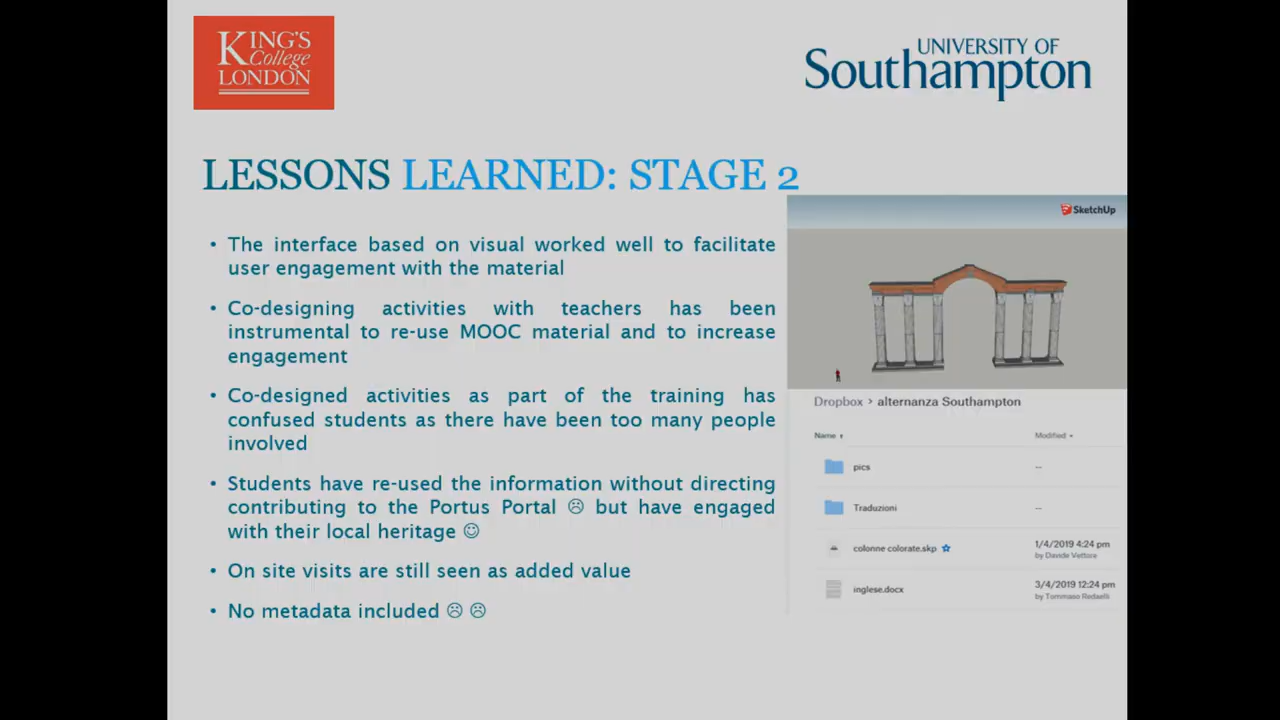 KING'S
College
LONDON
UNIVERSITY OF
Southampton
LESSONS LEARNED: STAGE 2
• The interface based on visual worked well to facilitate
user engagement with the material
• Co-designing activities with teachers has been
instrumental to re-use MOOC material and to increase
engagement
• Co-designed activities as part of the training has
confused students as there have been too many people
involved
• Students have re-used the information without directing
contributing to the Portus Portal ☹ but have engaged
with their local heritage ☺
• On site visits are still seen as added value
• No metadata included ☹ ☹
SketchUp
Dropbox > alternanza Southampton
Name ↑ Modified ▾
pics --
Traduzioni --
colonne colorate.skp ★ 1/4/2019 4:24 pm
by Davide Vettore
inglese.docx 3/4/2019 12:24 pm
by Tommaso Redaelli